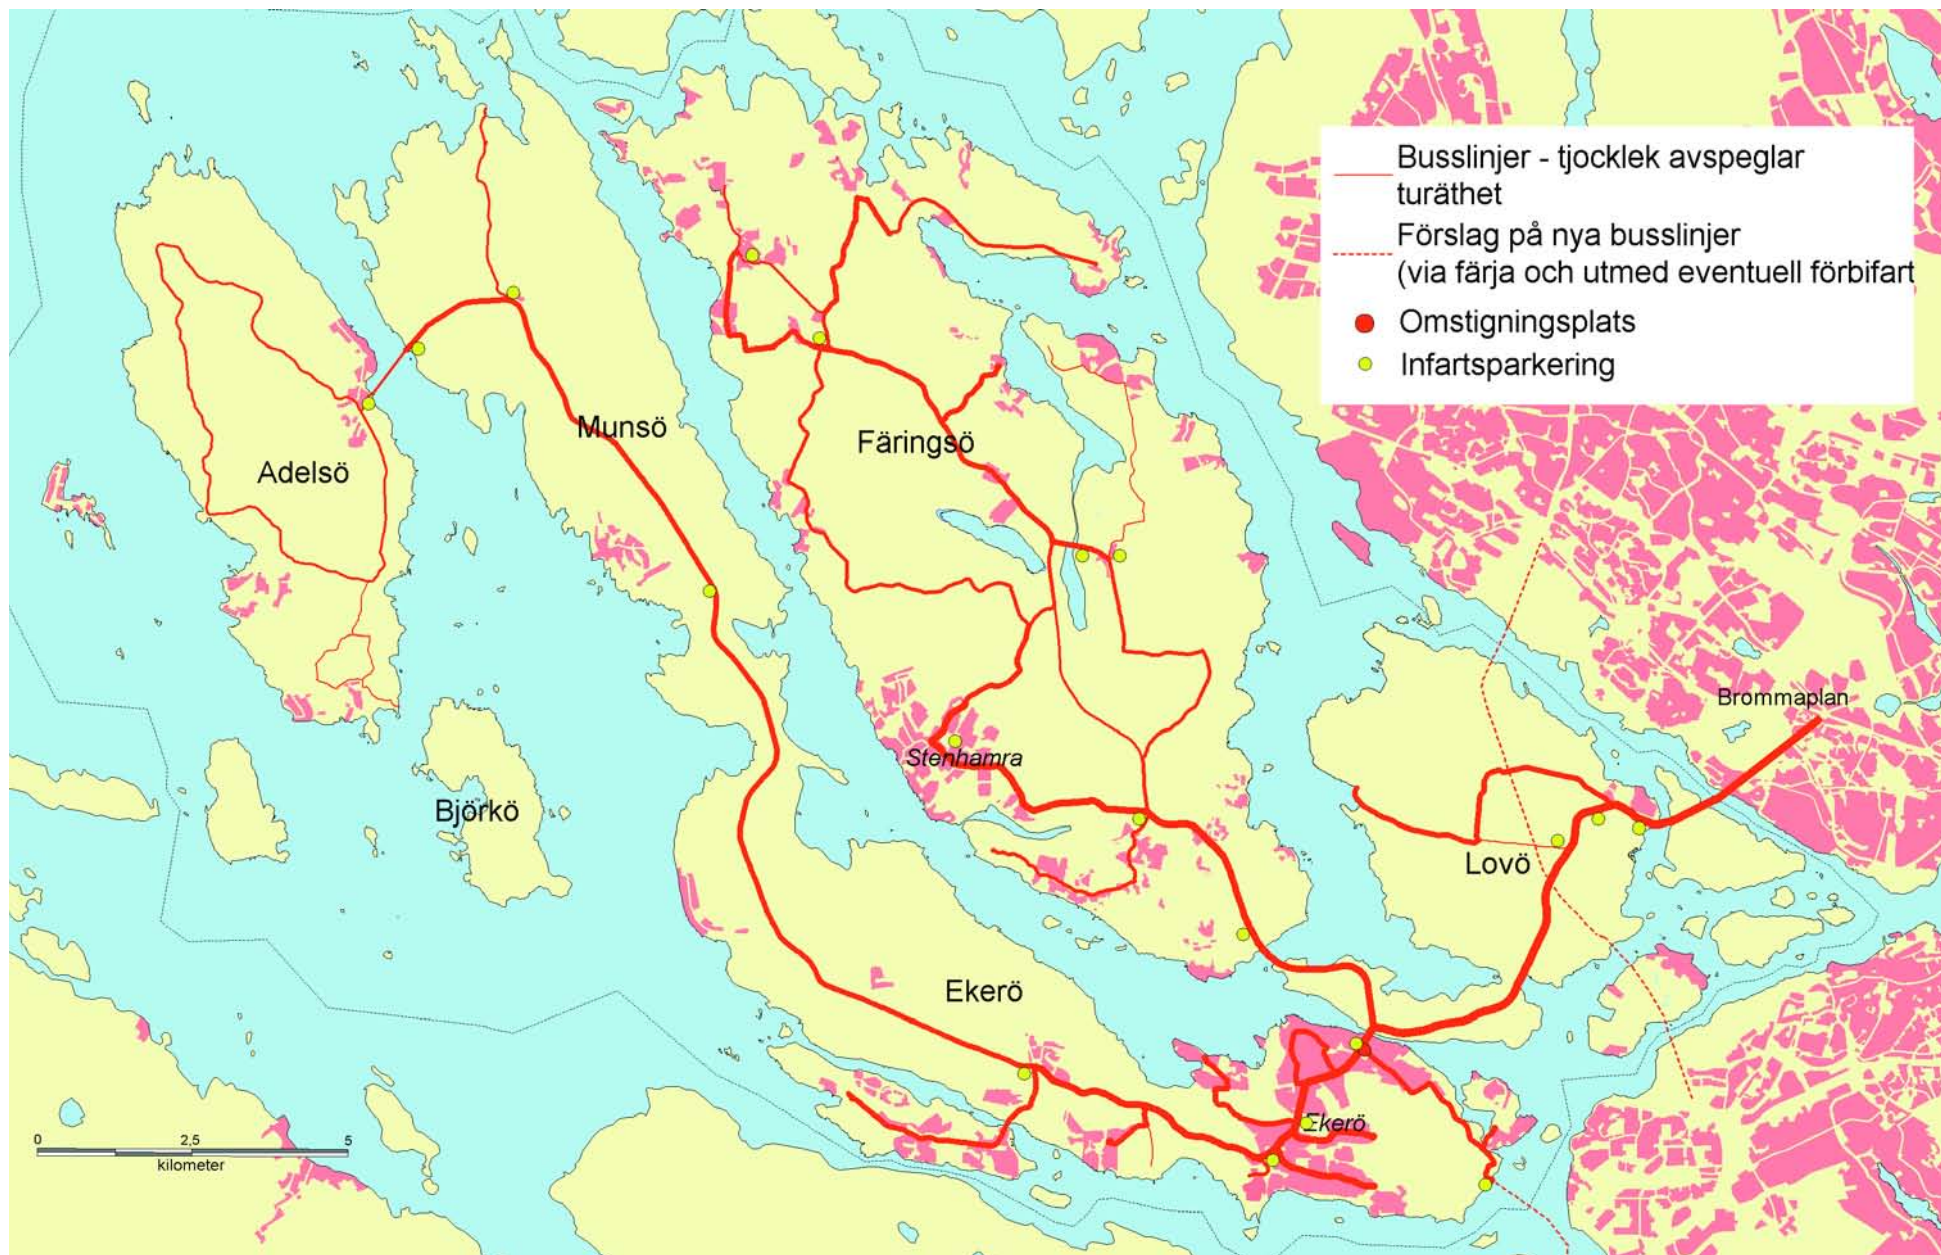 Busslinjer - tjocklek avspeglar
turäthet
Förslag på nya busslinjer
(via färja och utmed eventuell förbifart
Omstigningsplats
Infartsparkering
Munsö
Färingsö
Adelsö
Brommaplan
Stenhamra
Björkö
Lovö
Ekerö
Ekerö
0 2,5 5
kilometer